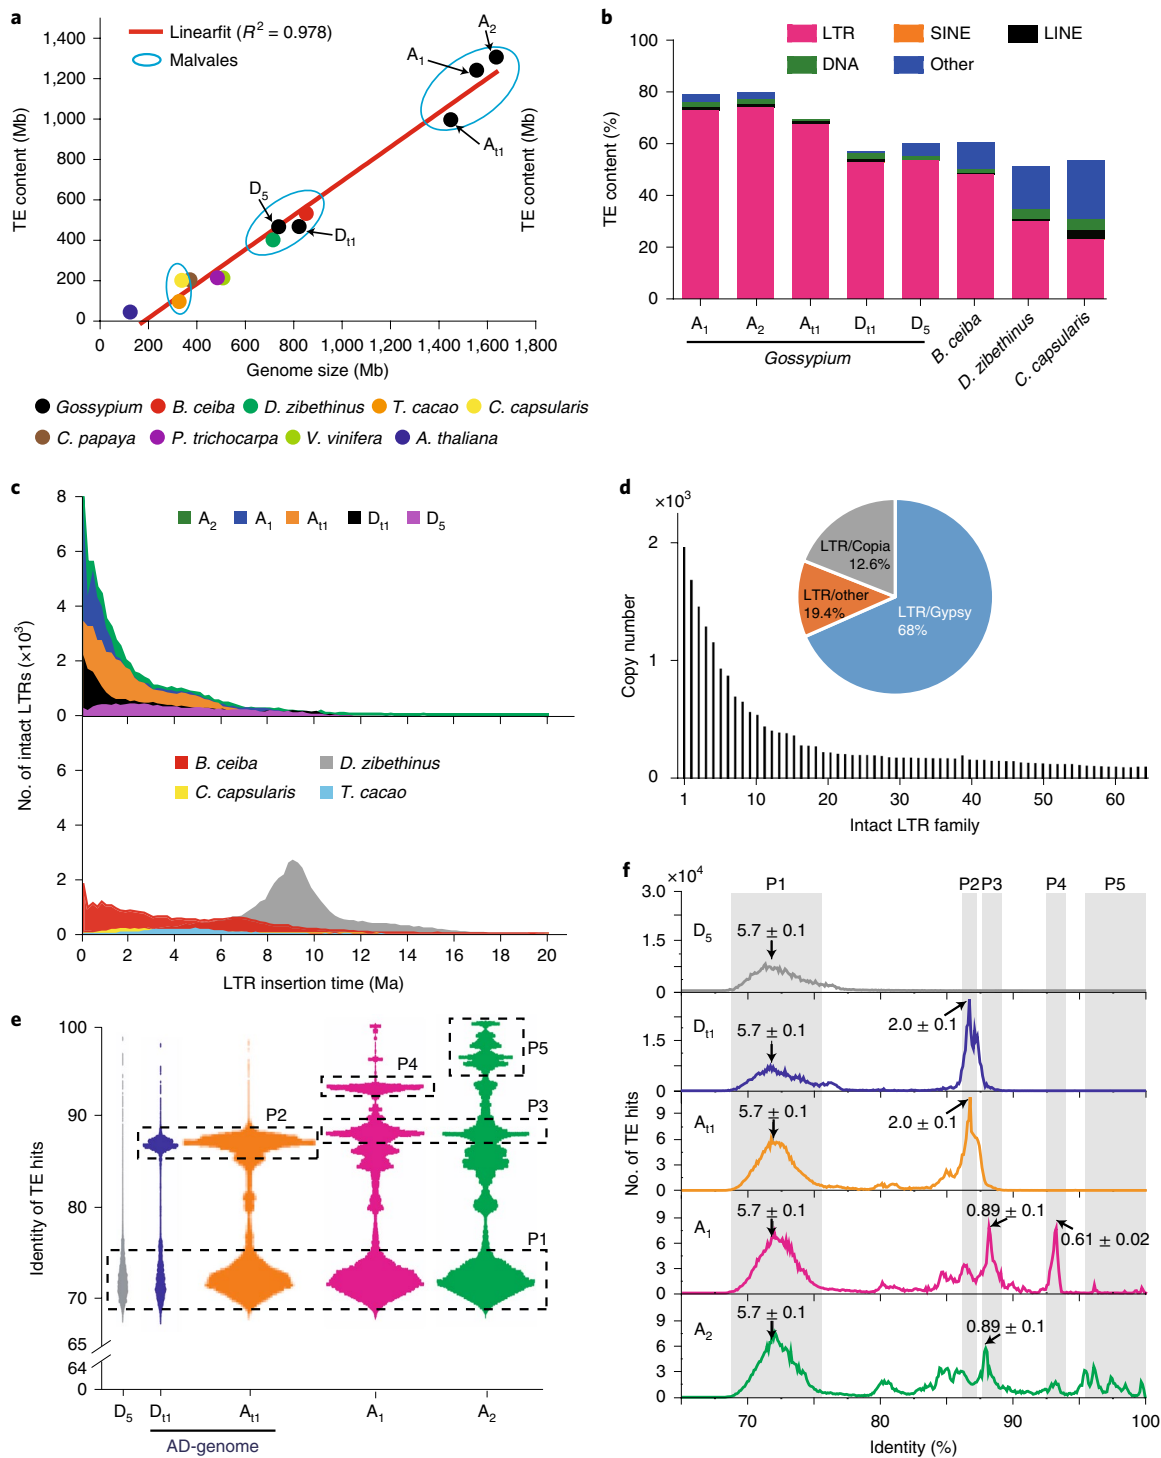 a
Linearfit (R² = 0.978)
Malvales
A₂
A₁
Aₜ₁
D₅
Dₜ₁
1,400
1,200
1,000
800
600
400
200
0
TE content (Mb)
TE content (Mb)
0 200 400 600 800 1,000 1,200 1,400 1,600 1,800
Genome size (Mb)
Gossypium B. ceiba D. zibethinus T. cacao C. capsularis
C. papaya P. trichocarpa V. vinifera A. thaliana
b
LTR SINE LINE
DNA Other
100
80
60
40
20
0
TE content (%)
A₁ A₂ Aₜ₁ Dₜ₁ D₅ B. ceiba D. zibethinus C. capsularis
Gossypium
c
A₂ A₁ Aₜ₁ Dₜ₁ D₅
8
6
4
2
0
No. of intact LTRs (×10³)
B. ceiba D. zibethinus
C. capsularis T. cacao
6
4
2
0
0 2 4 6 8 10 12 14 16 18 20
LTR insertion time (Ma)
d
×10³
2
1
0
Copy number
LTR/Copia
12.6%
LTR/other
19.4%
LTR/Gypsy
68%
1 10 20 30 40 50 60
Intact LTR family
e
100
90
80
70
65
64
0
Identity of TE hits
P5
P4
P3
P2
P1
D₅ Dₜ₁ Aₜ₁ A₁ A₂
AD-genome
f
×10⁴
P1 P2 P3 P4 P5
No. of TE hits
3.0
1.5
0
D₅
5.7 ± 0.1
1.5
0
Dₜ₁
5.7 ± 0.1
2.0 ± 0.1
9
6
3
0
Aₜ₁
5.7 ± 0.1
2.0 ± 0.1
9
6
3
0
A₁
5.7 ± 0.1
0.89 ± 0.1
0.61 ± 0.02
9
6
3
0
A₂
5.7 ± 0.1
0.89 ± 0.1
70 80 90 100
Identity (%)